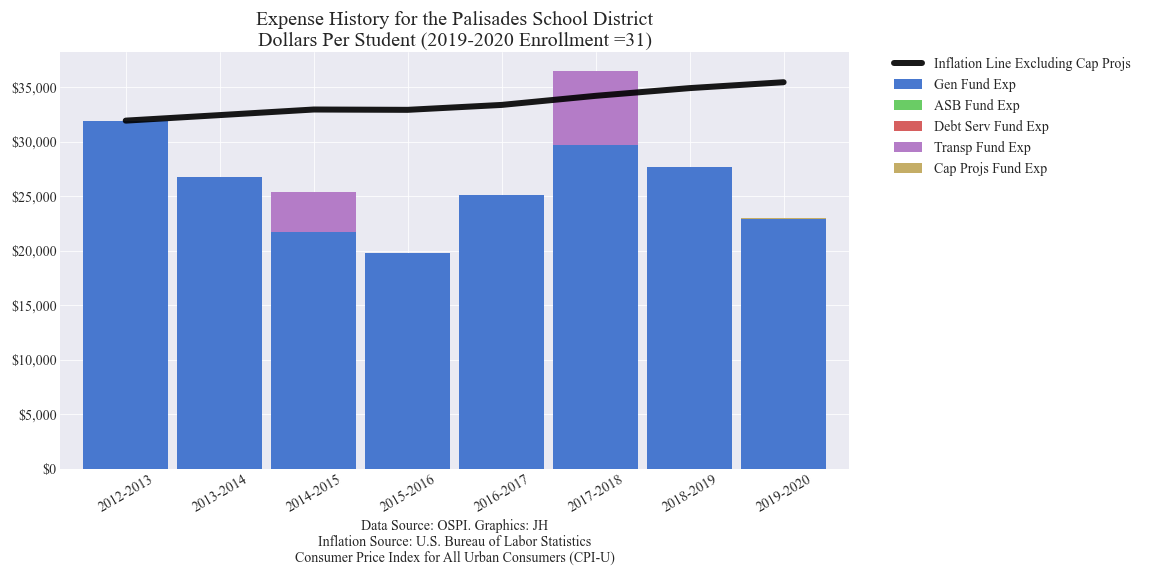 Expense History for the Palisades School District
Dollars Per Student (2019-2020 Enrollment =31)
Inflation Line Excluding Cap Projs
Gen Fund Exp
ASB Fund Exp
Debt Serv Fund Exp
Transp Fund Exp
Cap Projs Fund Exp
$35,000
$30,000
$25,000
$20,000
$15,000
$10,000
$5,000
$0
2012-2013
2013-2014
2014-2015
2015-2016
2016-2017
2017-2018
2018-2019
2019-2020
Data Source: OSPI. Graphics: JH
Inflation Source: U.S. Bureau of Labor Statistics
Consumer Price Index for All Urban Consumers (CPI-U)